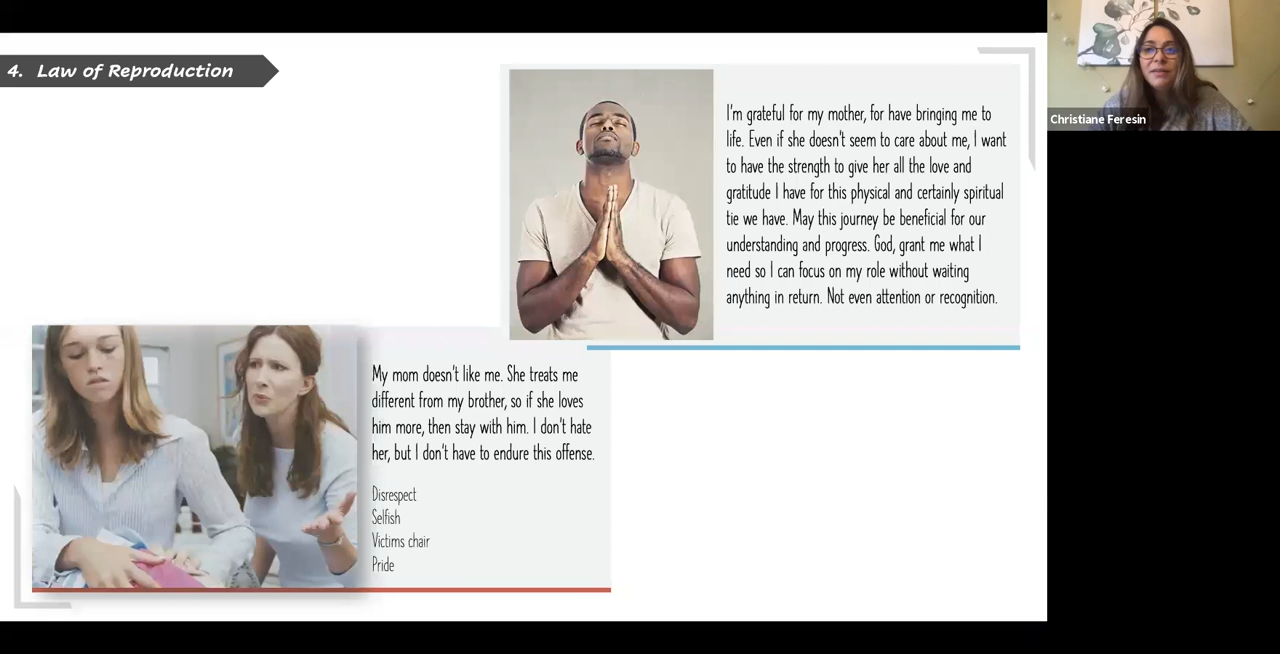 4. Law of Reproduction
I'm grateful for my mother, for have bringing me to
life. Even if she doesn't seem to care about me, I want
to have the strength to give her all the love and
gratitude I have for this physical and certainly spiritual
tie we have. May this journey be beneficial for our
understanding and progress. God, grant me what I
need so I can focus on my role without waiting
anything in return. Not even attention or recognition.
My mom doesn't like me. She treats me
different from my brother, so if she loves
him more, then stay with him. I don't hate
her, but I don't have to endure this offense.
Disrespect
Selfish
Victims chair
Pride
Christiane Feresin